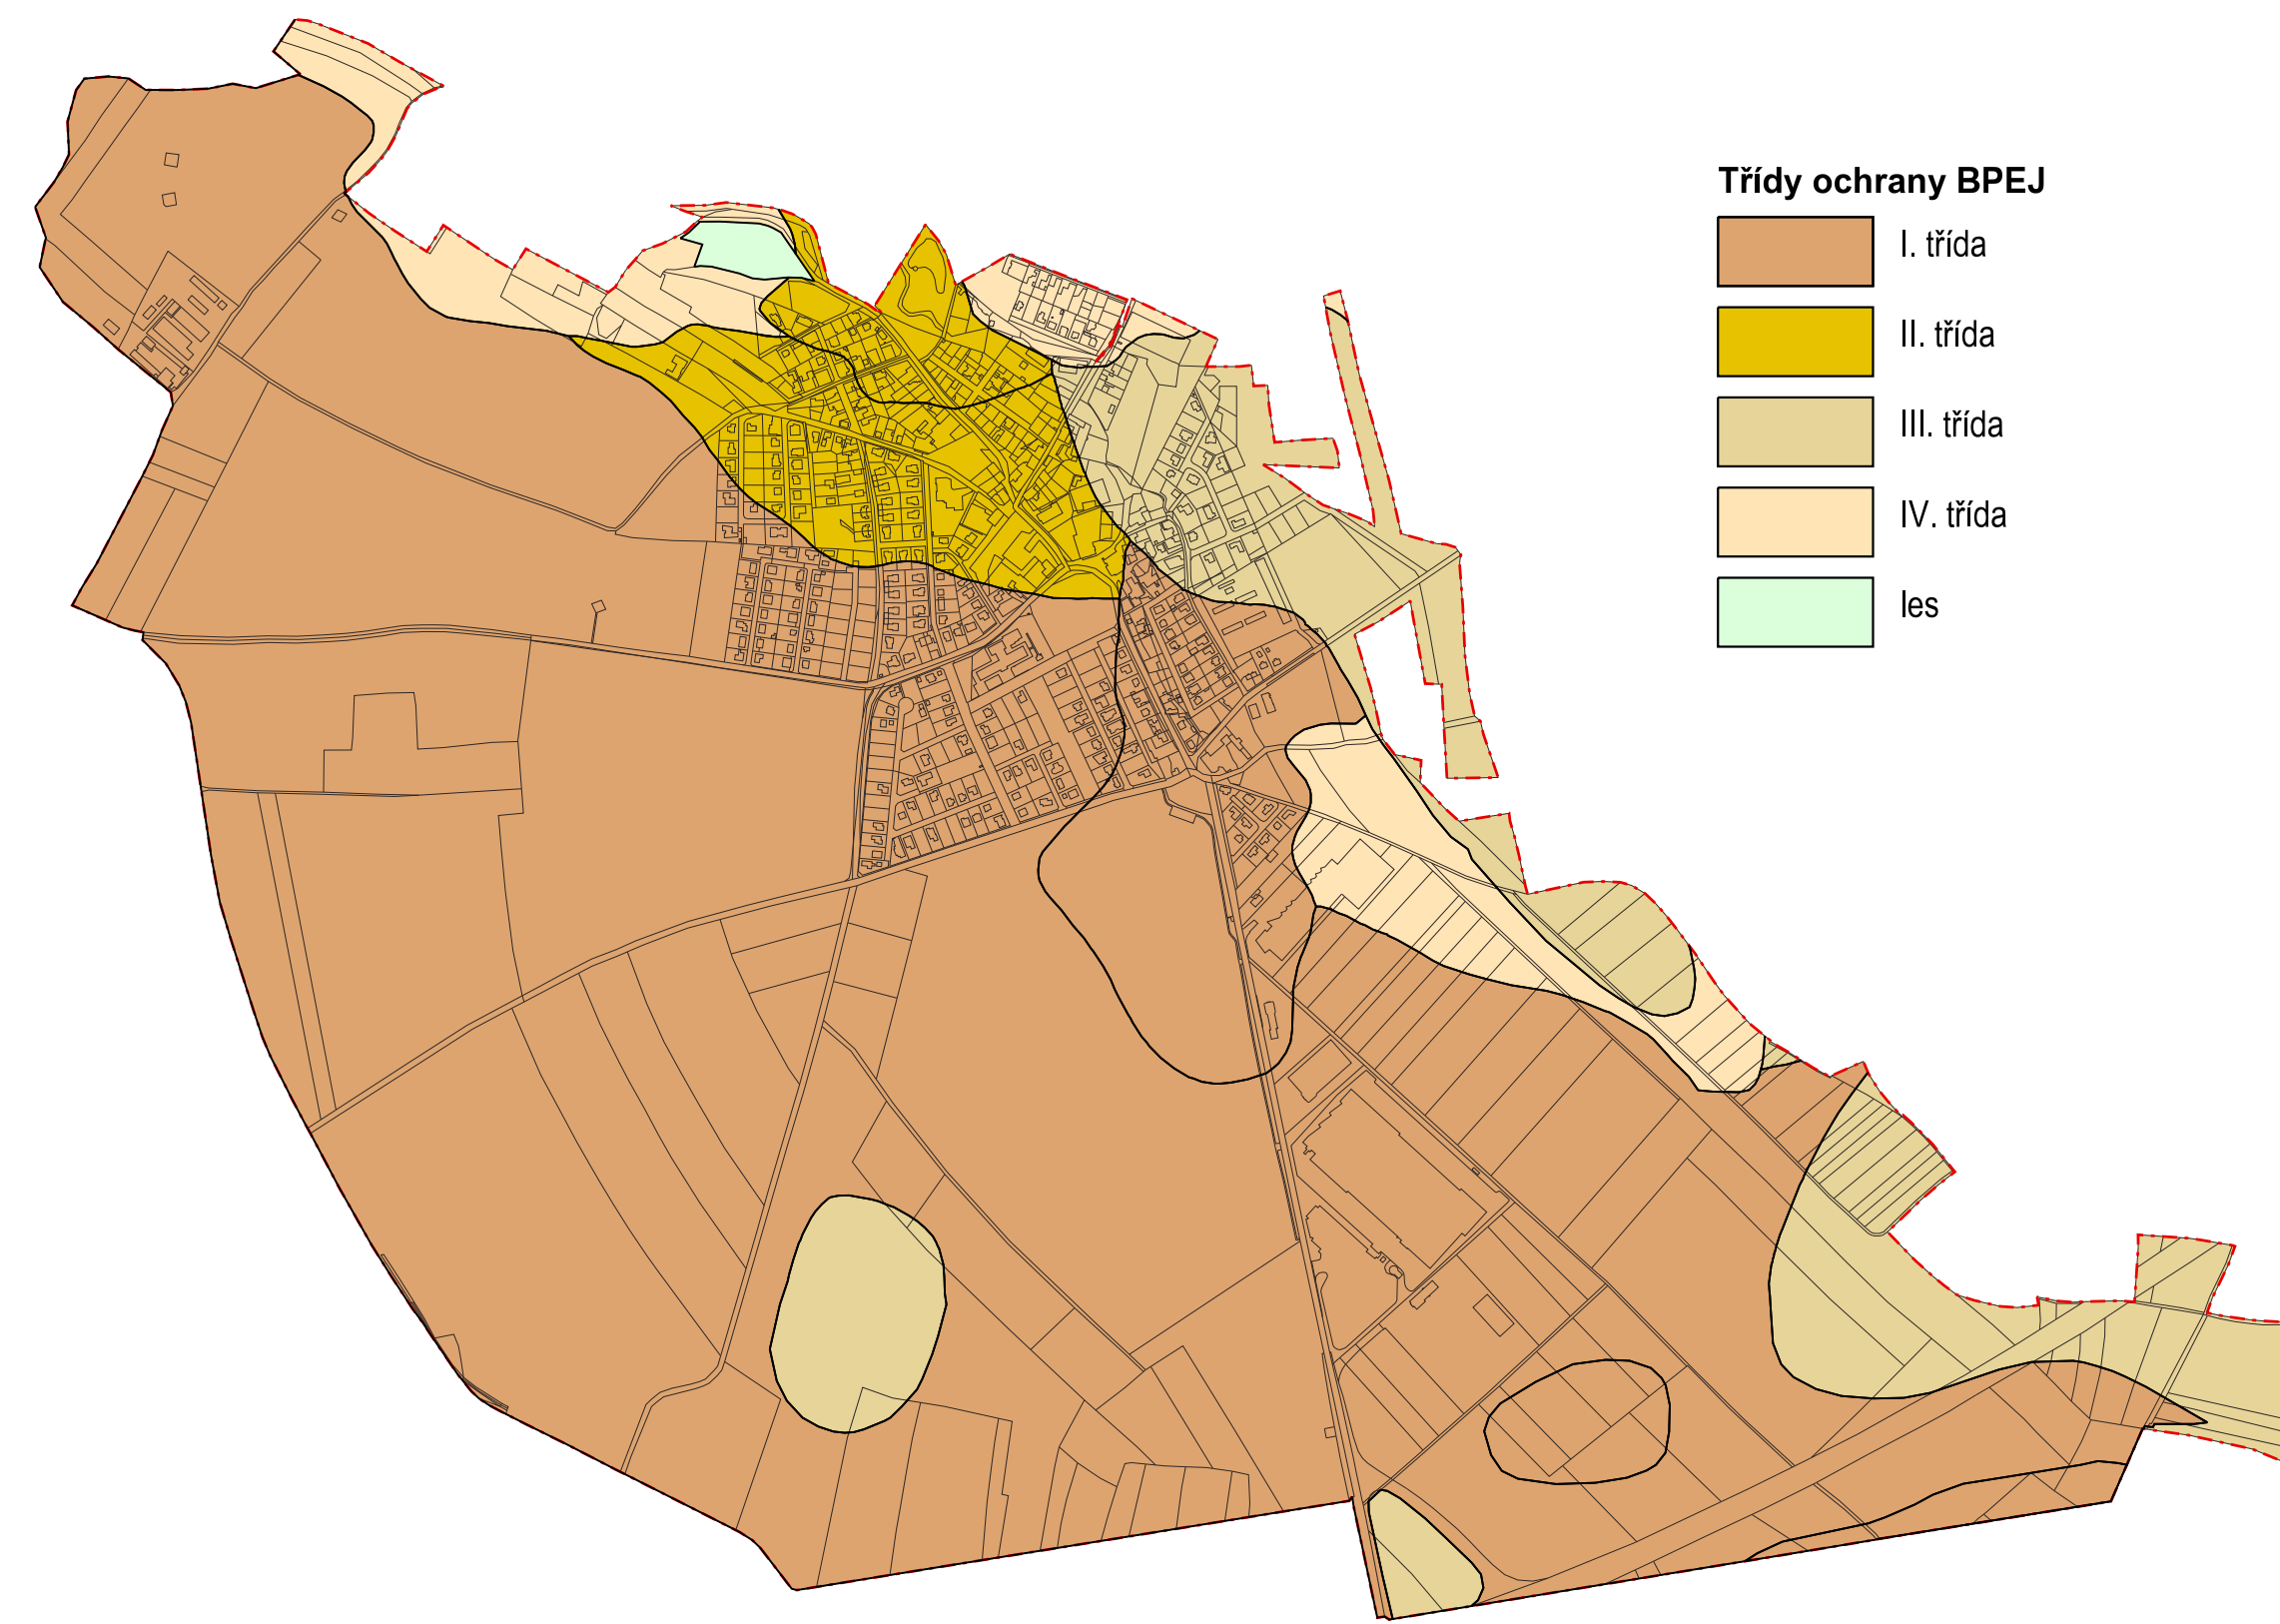 Třídy ochrany BPEJ
I. třída
II. třída
III. třída
IV. třída
les